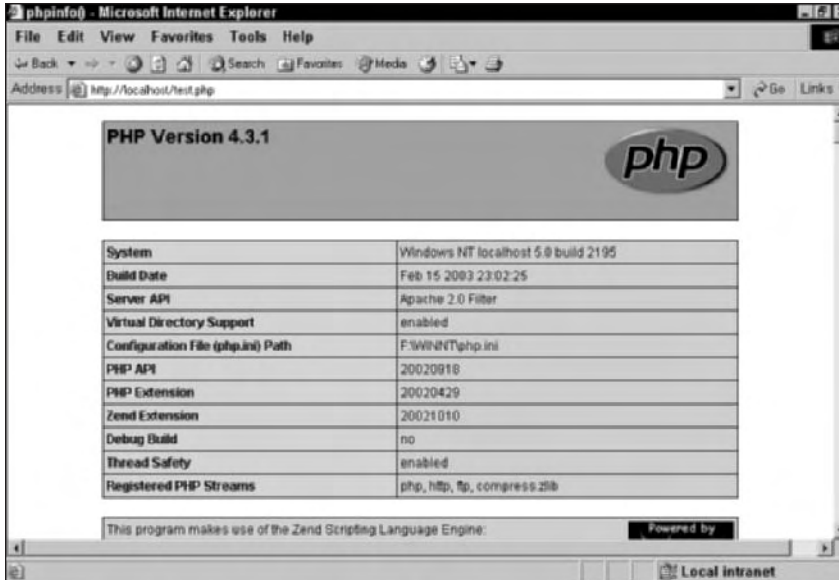 phpinfo() - Microsoft Internet Explorer
File Edit View Favorites Tools Help
Back Search Favorites Media
Address http://localhost/test.php Go Links
PHP Version 4.3.1
php
System Windows NT localhost 5.0 build 2195
Build Date Feb 15 2003 23:02:25
Server API Apache 2.0 Filter
Virtual Directory Support enabled
Configuration File (php.ini) Path F:\WINNT\php.ini
PHP API 20020918
PHP Extension 20020429
Zend Extension 20021010
Debug Build no
Thread Safety enabled
Registered PHP Streams php, http, ftp, compress.zlib
This program makes use of the Zend Scripting Language Engine:
Powered by
Local intranet